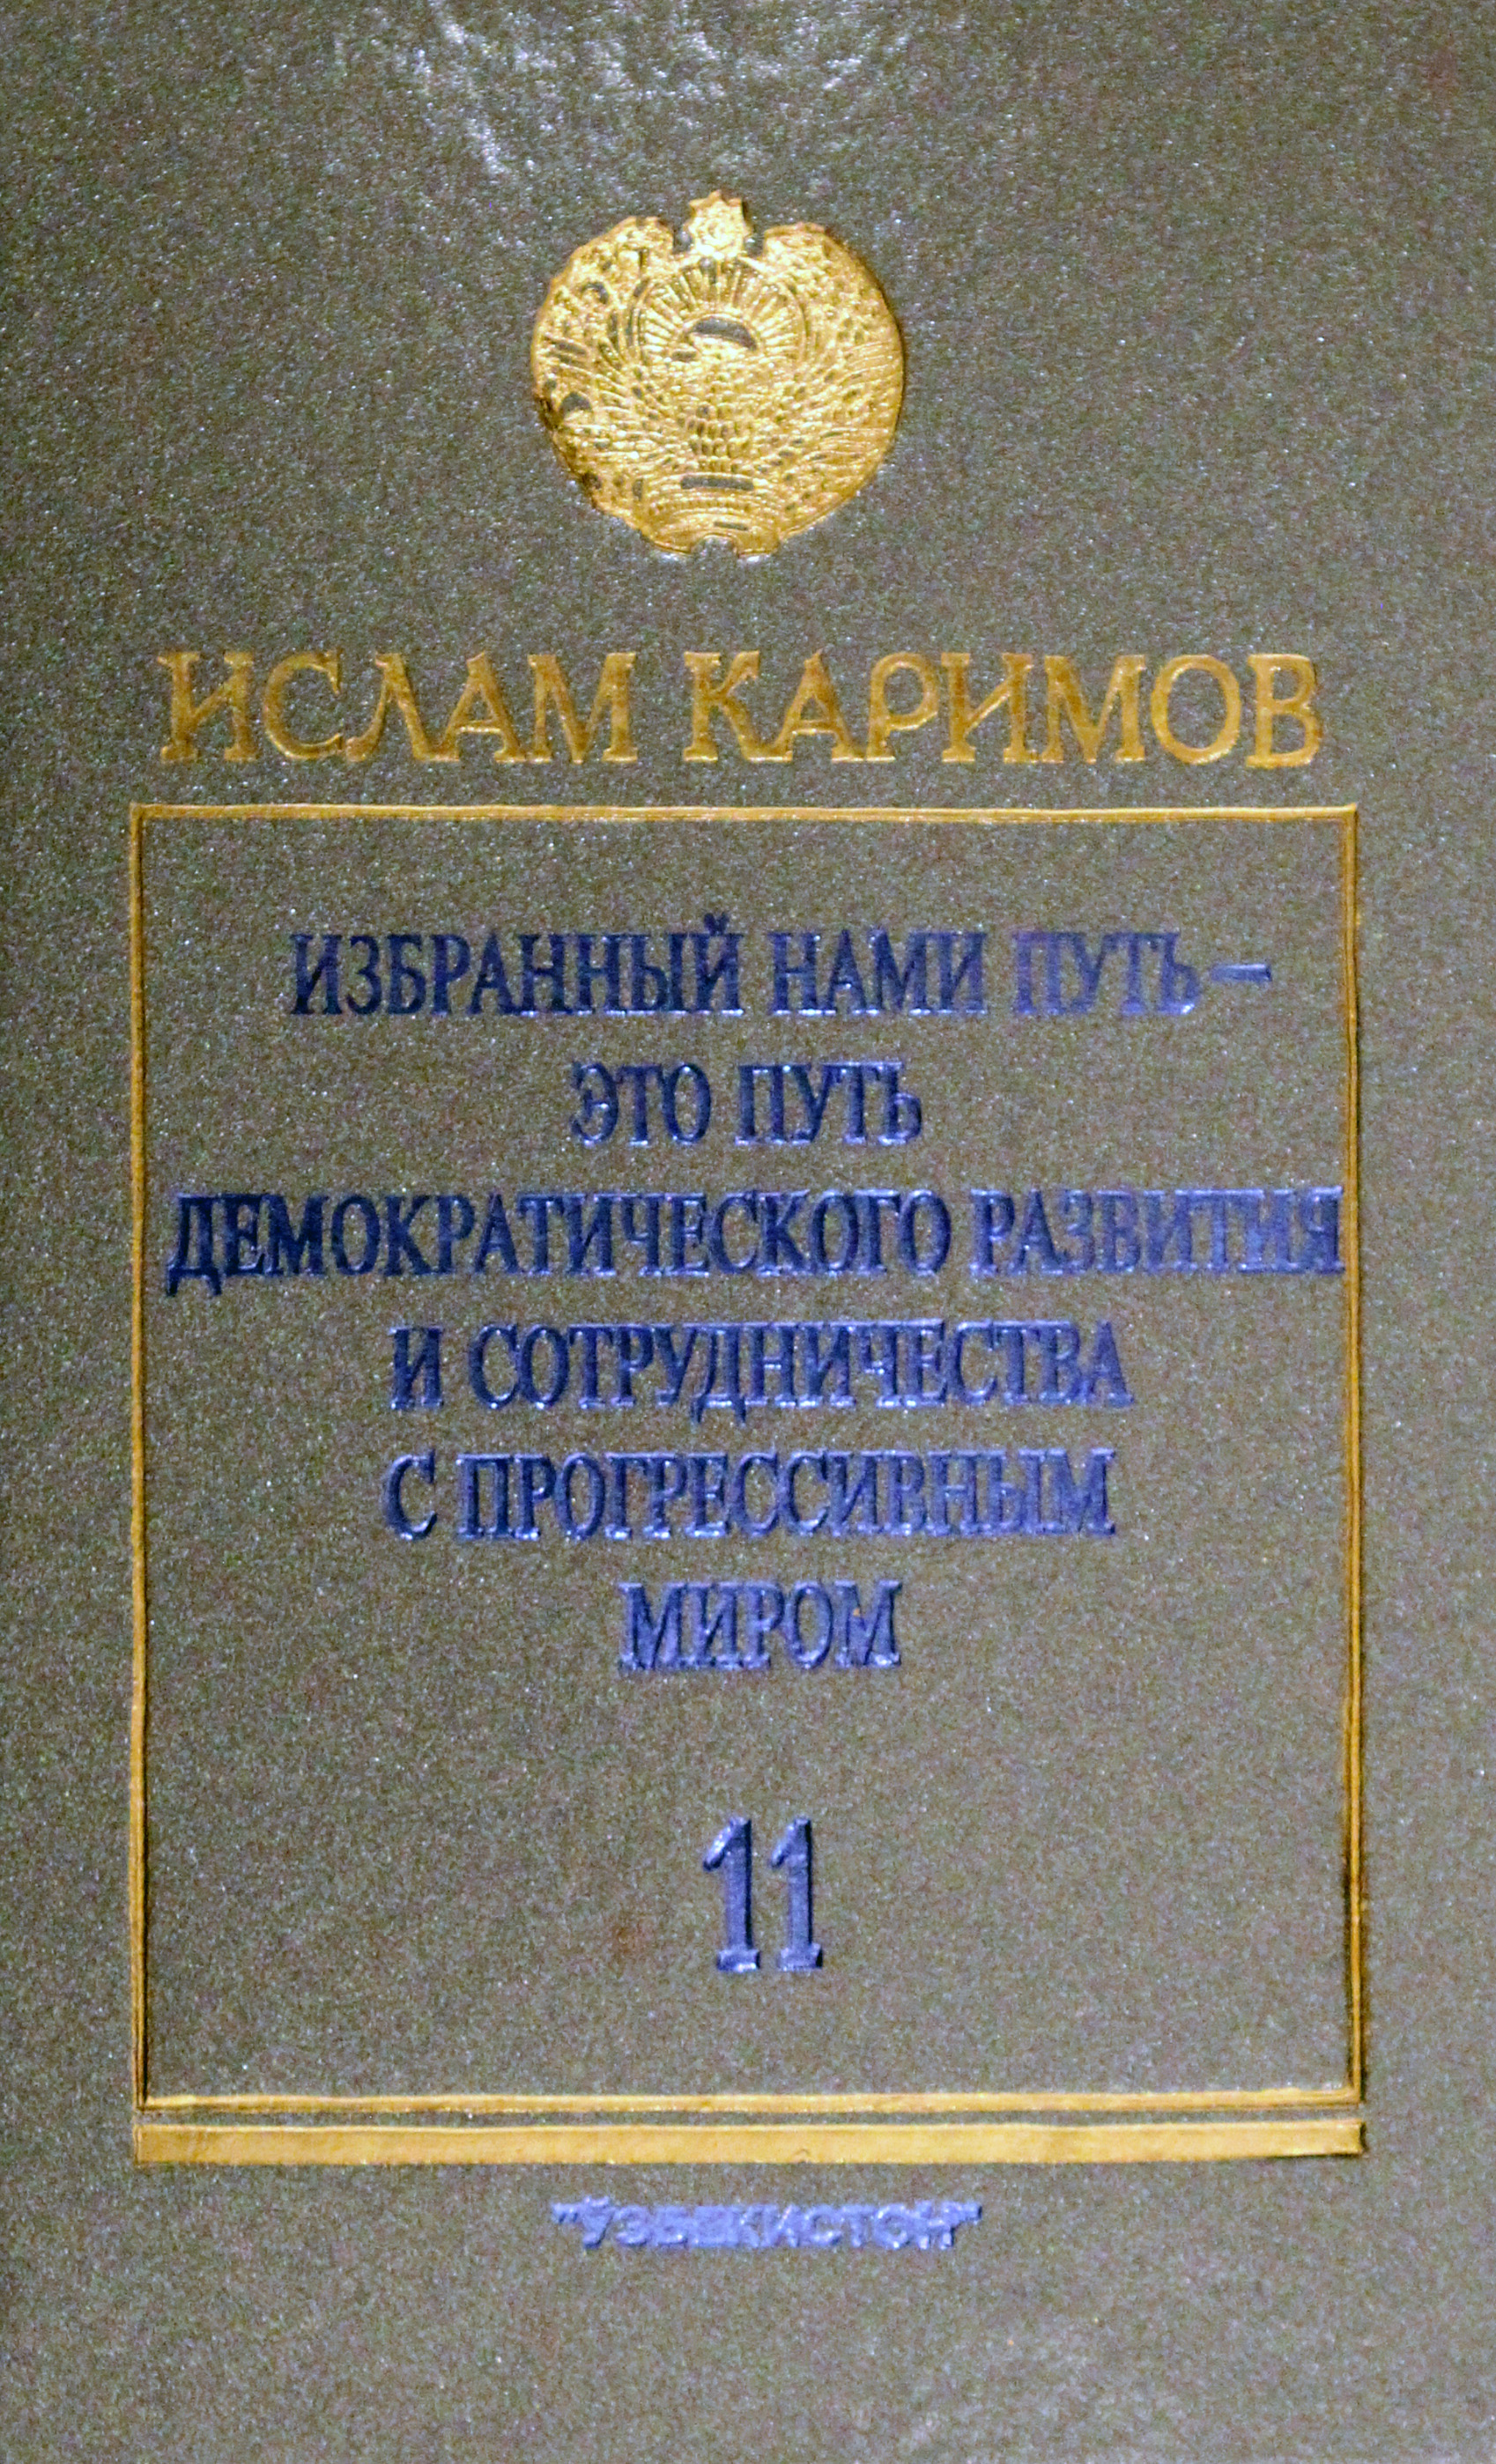 ИСЛАМ КАРИМОВ
ИЗБРАННЫЙ НАМИ ПУТЬ –
ЭТО ПУТЬ
ДЕМОКРАТИЧЕСКОГО РАЗВИТИЯ
И СОТРУДНИЧЕСТВА
С ПРОГРЕССИВНЫМ
МИРОМ
11
"ЎЗБЕКИСТОН"